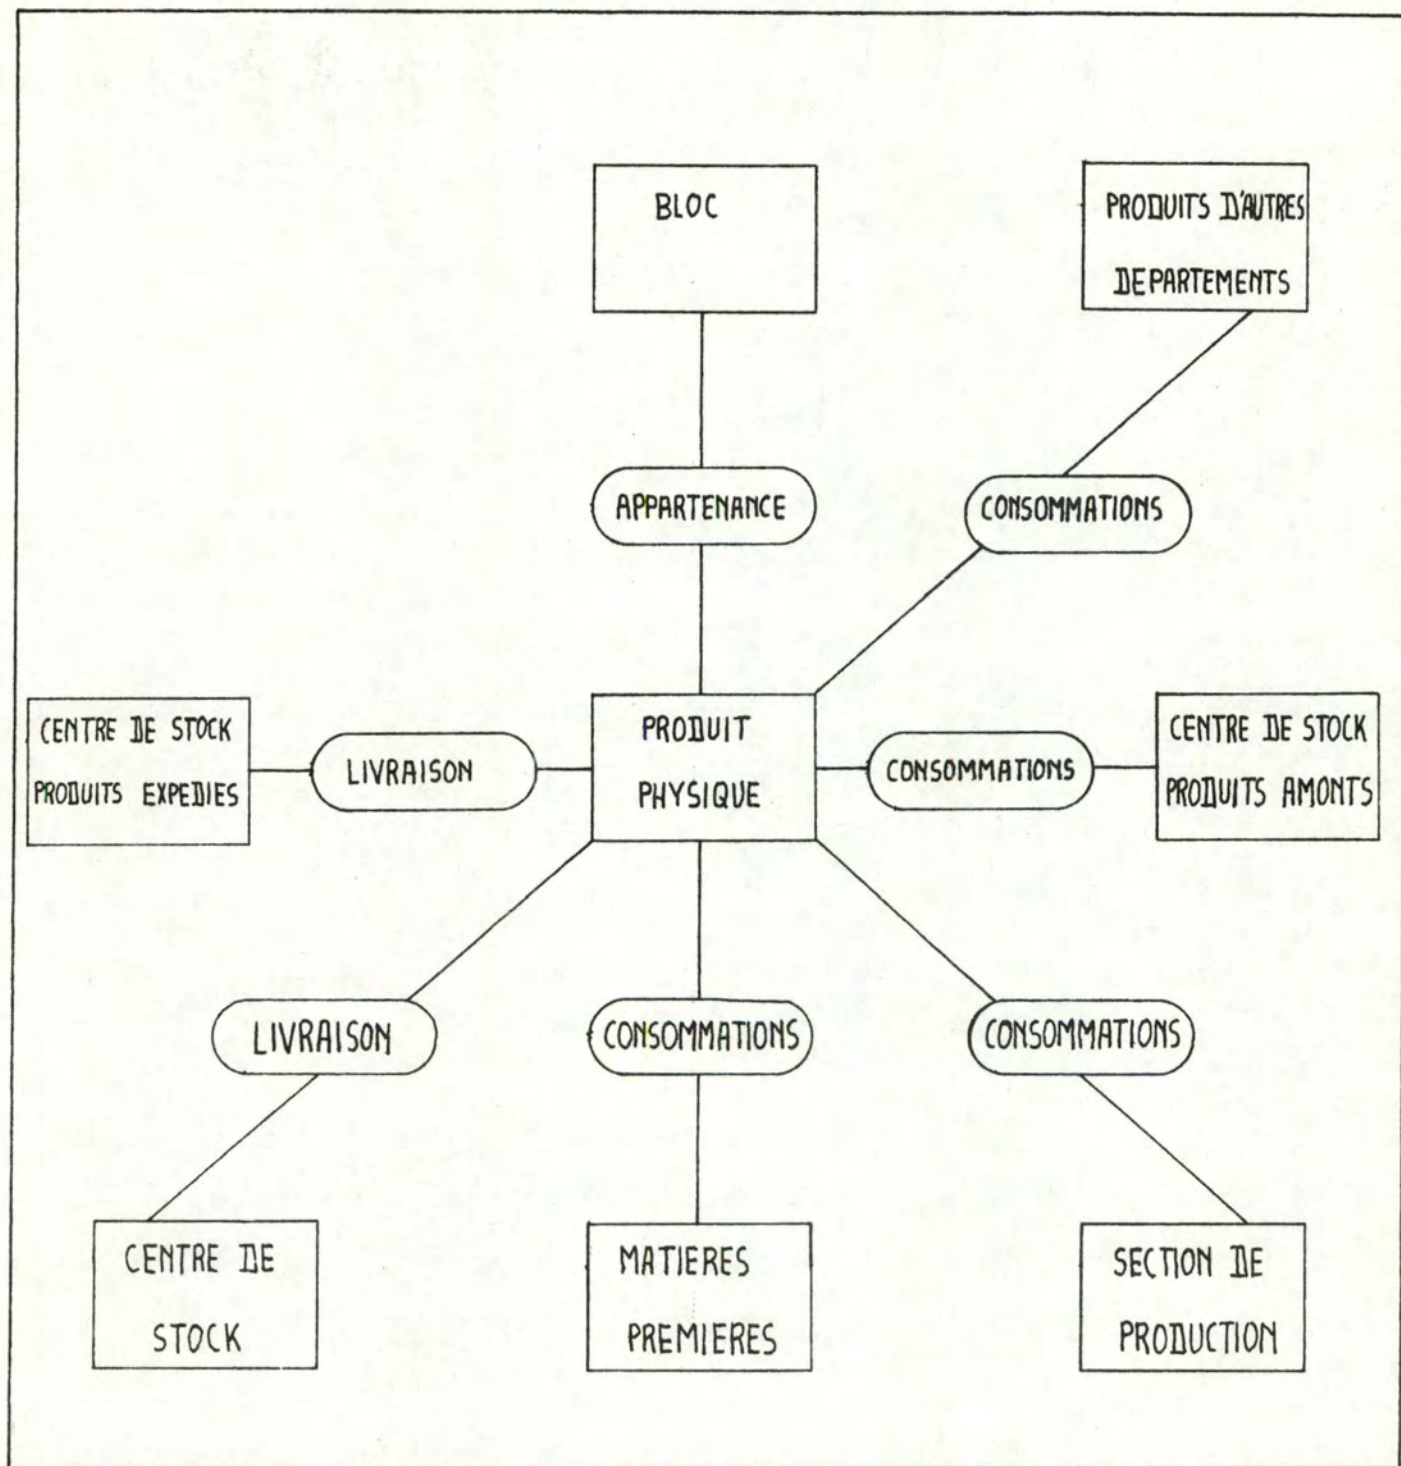 BLOC
PRODUITS D'AUTRES
DEPARTEMENTS
APPARTENANCE
CONSOMMATIONS
CENTRE DE STOCK
PRODUITS EXPEDIES
LIVRAISON
PRODUIT
PHYSIQUE
CONSOMMATIONS
CENTRE DE STOCK
PRODUITS AMONTS
LIVRAISON
CONSOMMATIONS
CONSOMMATIONS
CENTRE DE
STOCK
MATIERES
PREMIERES
SECTION DE
PRODUCTION